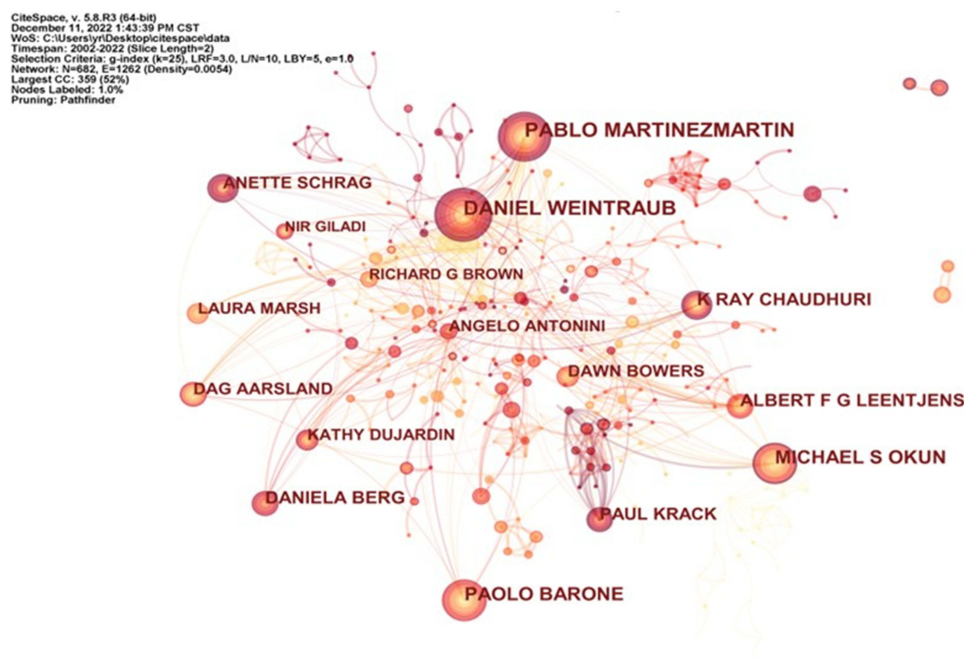 CiteSpace, v. 5.8.R3 (64-bit)
December 11, 2022 1:43:39 PM CST
WoS: C:\Users\yr\Desktop\citespace\data
Timespan: 2002-2022 (Slice Length=2)
Selection Criteria: g-index (k=25), LRF=3.0, L/N=10, LBY=5, e=1.0
Network: N=682, E=1262 (Density=0.0054)
Largest CC: 359 (52%)
Nodes Labeled: 1.0%
Pruning: Pathfinder
PABLO MARTINEZMARTIN
ANETTE SCHRAG
DANIEL WEINTRAUB
NIR GILADI
RICHARD G BROWN
K RAY CHAUDHURI
LAURA MARSH
ANGELO ANTONINI
DAWN BOWERS
DAG AARSLAND
ALBERT F G LEENTJENS
KATHY DUJARDIN
MICHAEL S OKUN
DANIELA BERG
PAUL KRACK
PAOLO BARONE